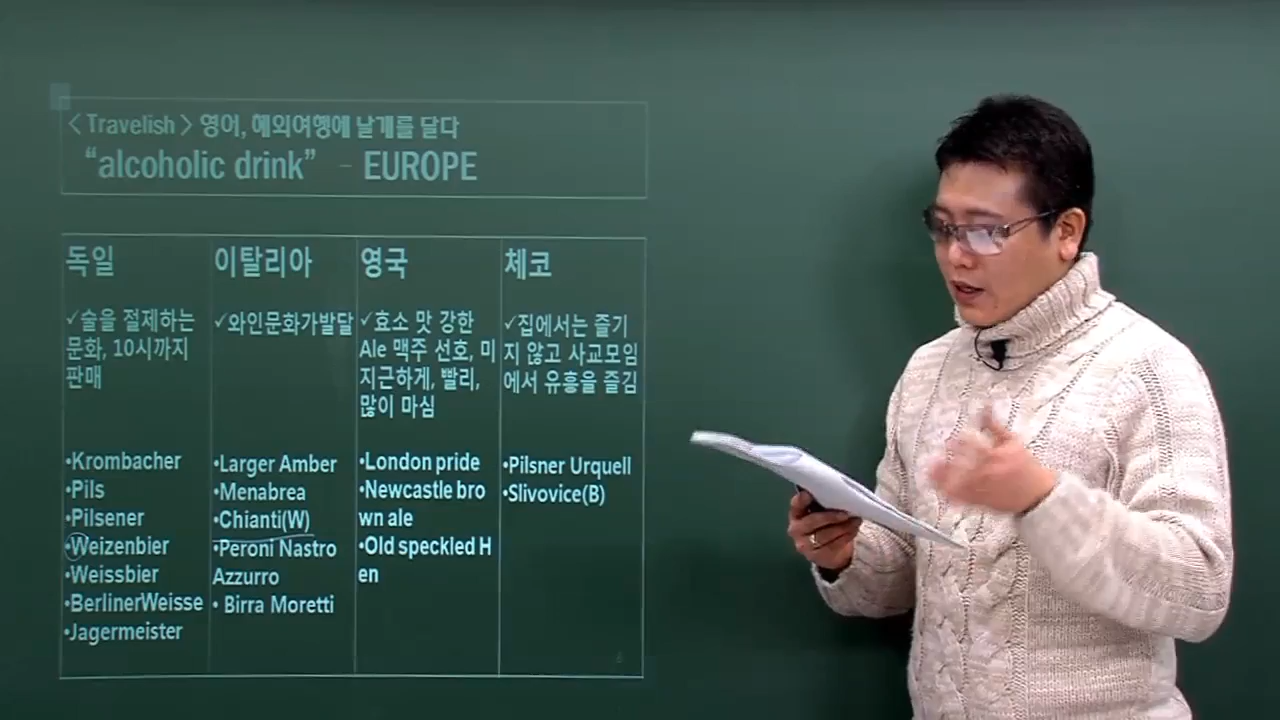 < Travelish > 영어, 해외여행에 날개를 달다
“alcoholic drink” – EUROPE
독일
✓술을 절제하는
문화, 10시까지
판매
•Krombacher
•Pils
•Pilsener
•Weizenbier
•Weissbier
•BerlinerWeisse
•Jagermeister
이탈리아
✓와인문화가발달
•Larger Amber
•Menabrea
•Chianti(W)
•Peroni Nastro
Azzurro
• Birra Moretti
영국
✓효소 맛 강한
Ale 맥주 선호, 미
지근하게, 빨리,
많이 마심
•London pride
•Newcastle bro
wn ale
•Old speckled H
en
체코
✓집에서는 즐기
지 않고 사교모임
에서 유흥을 즐김
•Pilsner Urquell
•Slivovice(B)